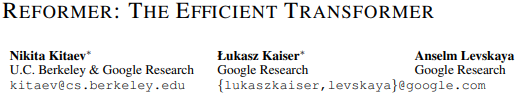 REFORMER: THE EFFICIENT TRANSFORMER
Nikita Kitaev* Łukasz Kaiser* Anselm Levskaya
U.C. Berkeley & Google Research Google Research Google Research
kitaev@cs.berkeley.edu {lukaszkaiser,levskaya}@google.com